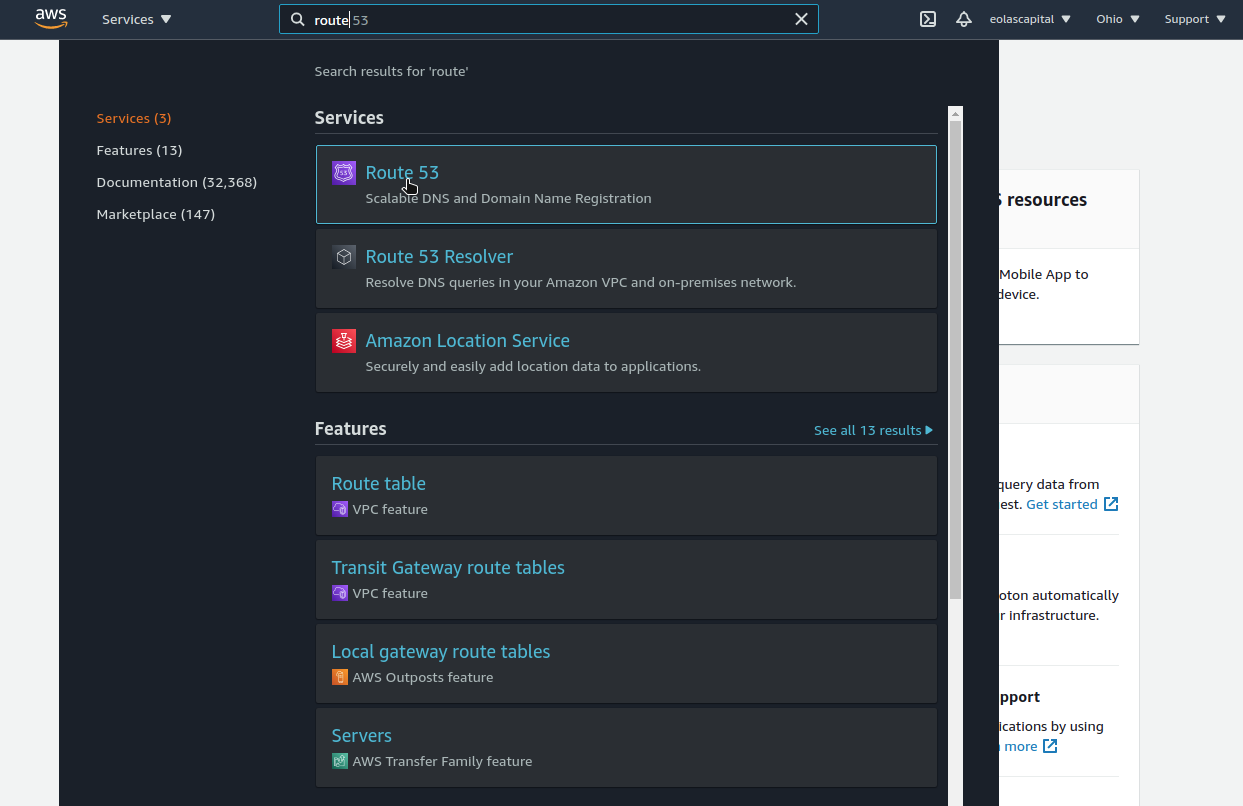 aws
Services
route 53
eolascapital
Ohio
Support
Search results for 'route'
Services (3)
Features (13)
Documentation (32,368)
Marketplace (147)
Services
Route 53
Scalable DNS and Domain Name Registration
Route 53 Resolver
Resolve DNS queries in your Amazon VPC and on-premises network.
Amazon Location Service
Securely and easily add location data to applications.
Features
See all 13 results
Route table
VPC feature
Transit Gateway route tables
VPC feature
Local gateway route tables
AWS Outposts feature
Servers
AWS Transfer Family feature
resources
Mobile App to
device.
query data from
est. Get started
oton automatically
r infrastructure.
pport
ications by using
more